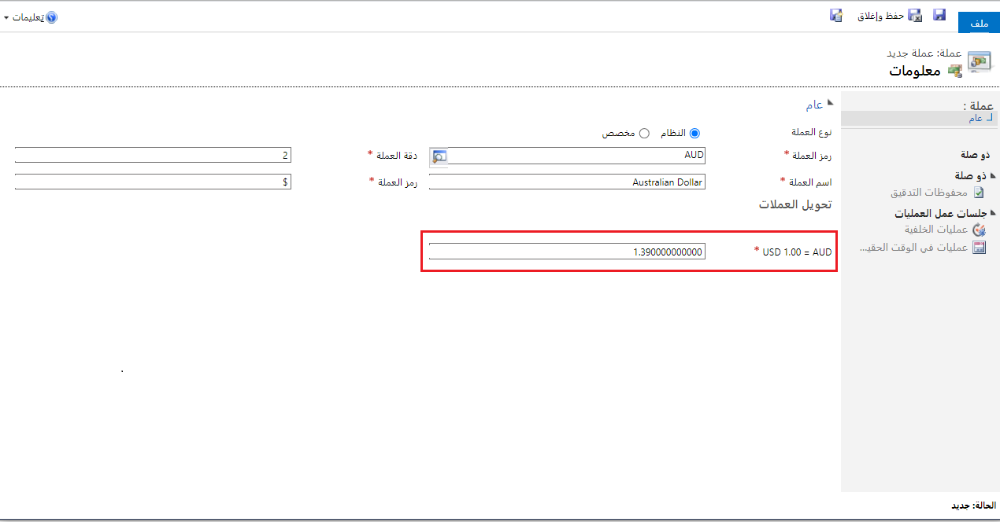 ملف
حفظ وإغلاق
تعليمات
عملة: عملة جديد
معلومات
عملة :
عام
ذو صلة
ذو صلة
محفوظات التدقيق
جلسات عمل العمليات
عمليات الخلفية
عمليات في الوقت الحقيـ...
عام
نوع العملة النظام مخصص
رمز العملة * AUD دقة العملة * 2
اسم العملة * Australian Dollar رمز العملة * $
تحويل العملات
USD 1.00 = AUD * 1.390000000000
الحالة: جديد